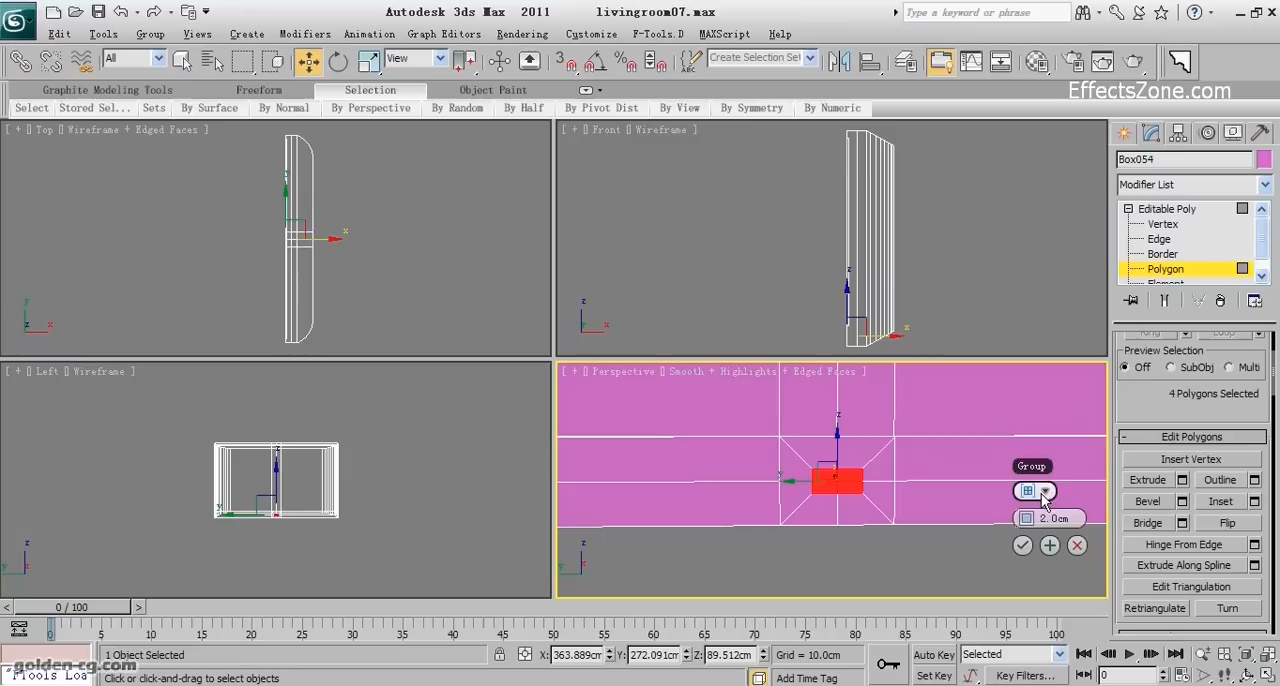 Autodesk 3ds Max 2011 livingroom07.max
Type a keyword or phrase
Edit Tools Group Views Create Modifiers Animation Graph Editors Rendering Customize F-Tools.D MAXScript Help
All View Create Selection Set
Graphite Modeling Tools Freeform Selection Object Paint
EffectsZone.com
Select Stored Sel... Sets By Surface By Normal By Perspective By Random By Half By Pivot Dist By View By Symmetry By Numeric
[ + [] Top [] Wireframe + Edged Faces ]
[ + [] Front [] Wireframe ]
Box054
Modifier List
Editable Poly
Vertex
Edge
Border
Polygon
Element
Preview Selection
Off SubObj Multi
4 Polygons Selected
[ + [] Left [] Wireframe ]
[ + [] Perspective [] Smooth + Highlights + Edged Faces ]
Edit Polygons
Insert Vertex
Extrude Outline
Bevel Inset
Bridge Flip
Hinge From Edge
Extrude Along Spline
Edit Triangulation
Retriangulate Turn
Group
2.0cm
< 0 / 100 >
0 5 10 15 20 25 30 35 40 45 50 55 60 65 70 75 80 85 90 95 100
1 Object Selected X: 363.889cm Y: 272.091cm Z: 89.512cm Grid = 10.0cm Auto Key Selected
golden-cg.com
"FTools Loa Click or click-and-drag to select objects Add Time Tag Set Key Key Filters... 0